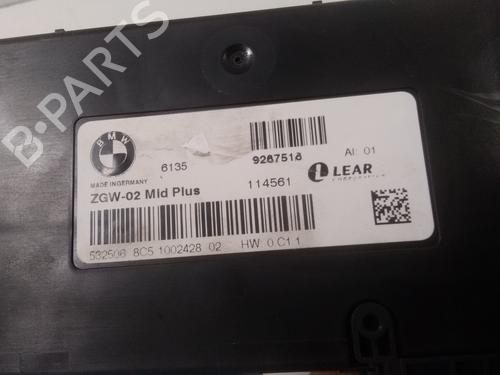 B-PARTS
BMW
6135 9267518 AI: 01
MADE IN GERMANY
ZGW-02 Mid Plus 114561 LEAR
CORPORATION
532506 8C5 1002428 02 HW: 0.C1.1